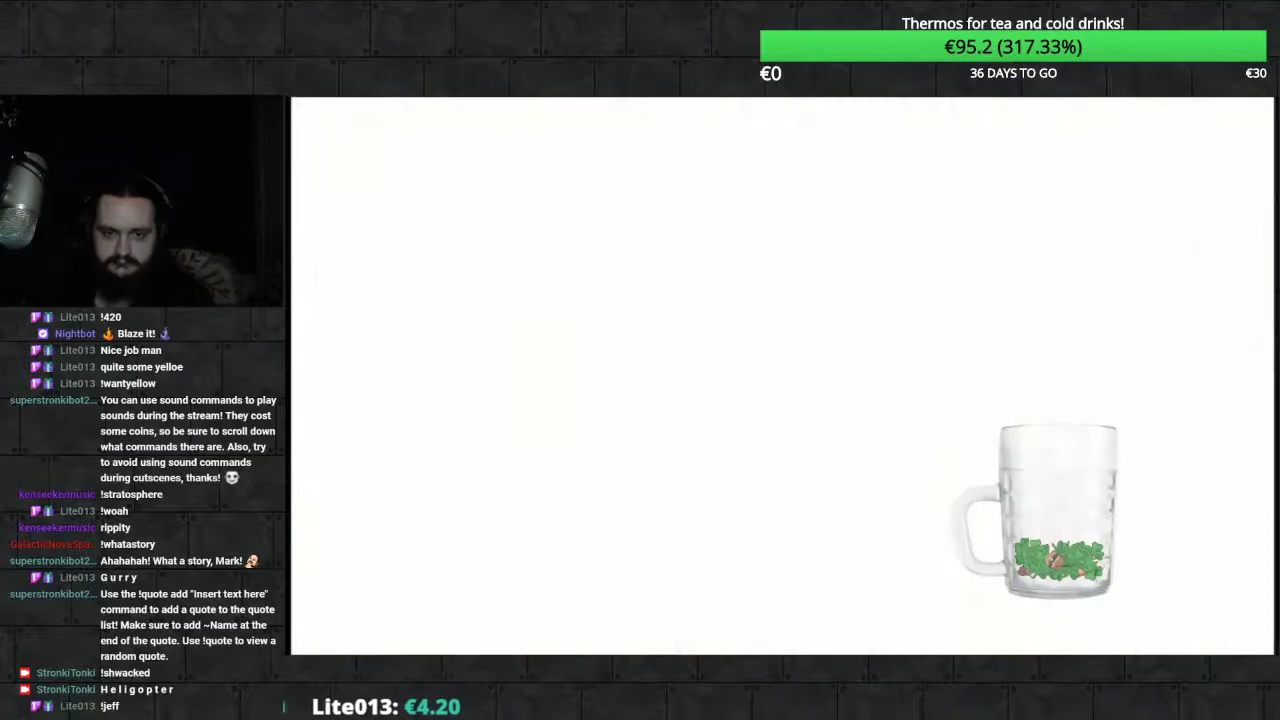 Thermos for tea and cold drinks!
€95.2 (317.33%)
€0 36 DAYS TO GO €30
Lite013 !420
Nightbot 🔥 Blaze it!
Lite013 Nice job man
Lite013 quite some yelloe
Lite013 !wantyellow
superstronkibot2... You can use sound commands to play
sounds during the stream! They cost
some coins, so be sure to scroll down
what commands there are. Also, try
to avoid using sound commands
during cutscenes, thanks!
kenseekermusic !stratosphere
Lite013 !woah
kenseekermusic rippity
GalacticNovaSpa... !whatastory
superstronkibot2... Ahahahah! What a story, Mark!
Lite013 G u r r y
superstronkibot2... Use the !quote add "Insert text here"
command to add a quote to the quote
list! Make sure to add ~Name at the
end of the quote. Use !quote to view a
random quote.
StronkiTonki !shwacked
StronkiTonki H e l i g o p t e r
Lite013 !jeff
Lite013: €4.20